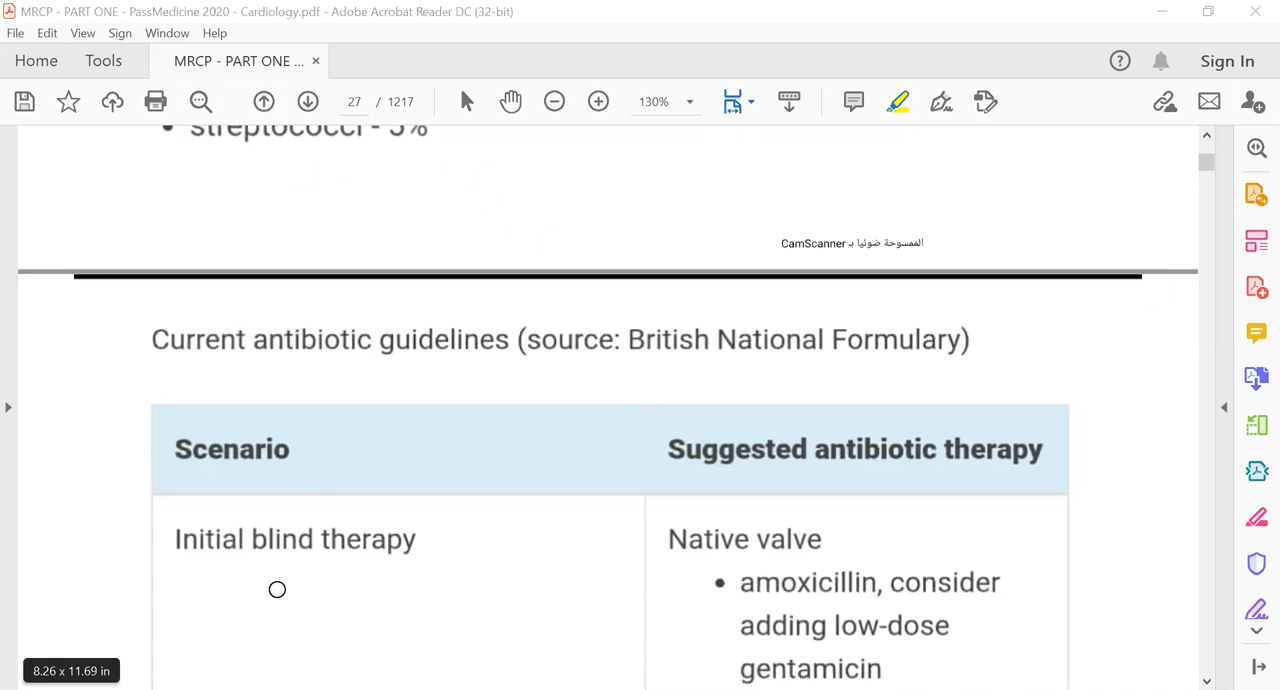 MRCP - PART ONE - PassMedicine 2020 - Cardiology.pdf - Adobe Acrobat Reader DC (32-bit)
File Edit View Sign Window Help
Home Tools MRCP - PART ONE ... × Sign In
27 / 1217 130%
• streptococci - 5%
الممسوحة ضوئيا بـ CamScanner
Current antibiotic guidelines (source: British National Formulary)
Scenario Suggested antibiotic therapy
Initial blind therapy Native valve
• amoxicillin, consider
adding low-dose
gentamicin
8.26 x 11.69 in